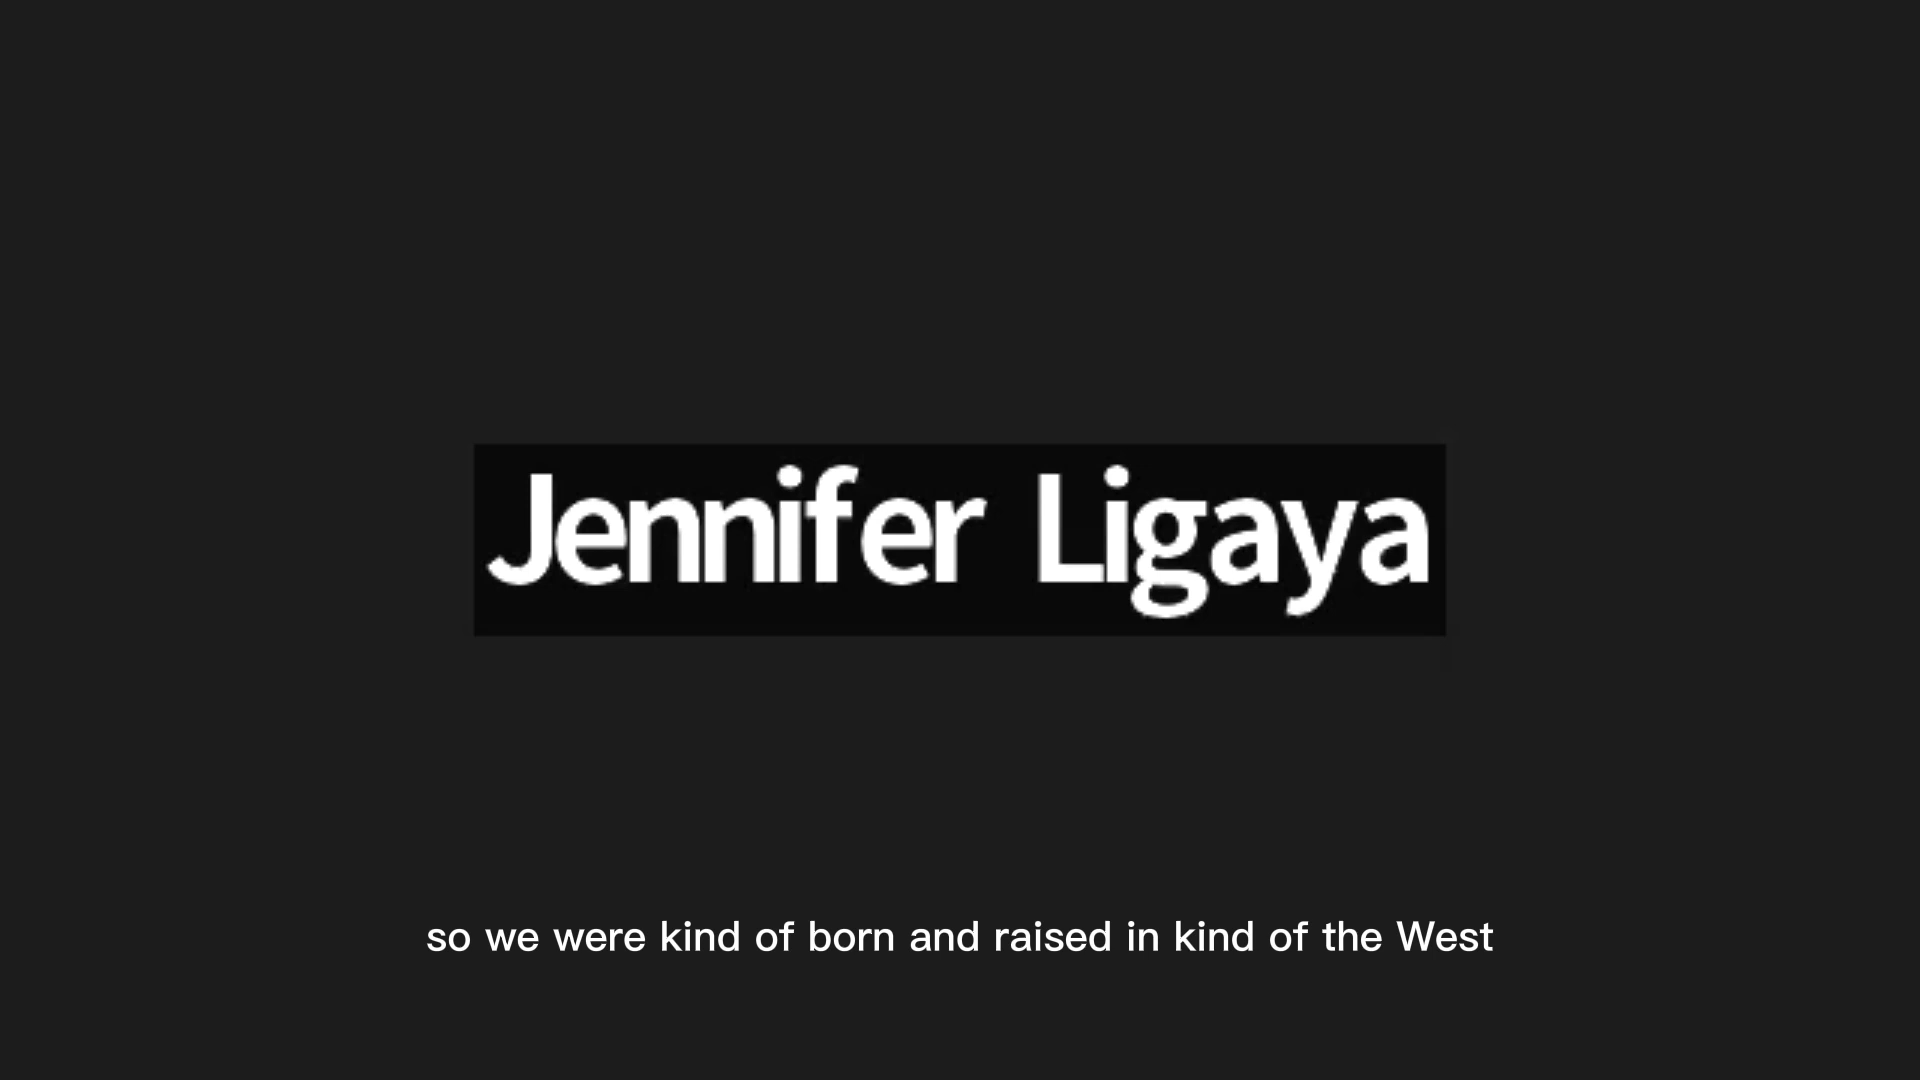 Jennifer Ligaya
so we were kind of born and raised in kind of the West